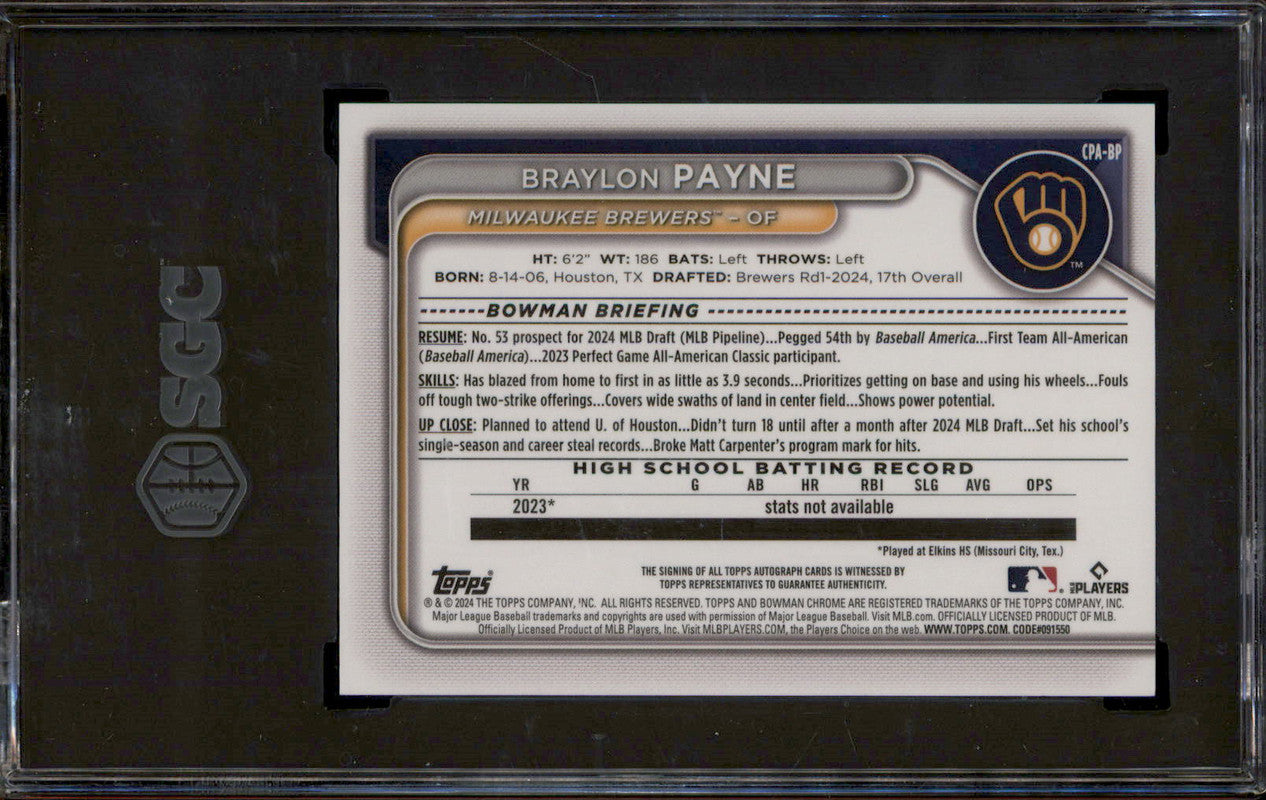 CPA-BP
BRAYLON PAYNE
MILWAUKEE BREWERS™ – OF
TM
HT: 6'2" WT: 186 BATS: Left THROWS: Left
BORN: 8-14-06, Houston, TX DRAFTED: Brewers Rd1-2024, 17th Overall
BOWMAN BRIEFING
RESUME: No. 53 prospect for 2024 MLB Draft (MLB Pipeline)...Pegged 54th by Baseball America...First Team All-American
(Baseball America)...2023 Perfect Game All-American Classic participant.
SKILLS: Has blazed from home to first in as little as 3.9 seconds...Prioritizes getting on base and using his wheels...Fouls
off tough two-strike offerings...Covers wide swaths of land in center field...Shows power potential.
UP CLOSE: Planned to attend U. of Houston...Didn't turn 18 until after a month after 2024 MLB Draft...Set his school's
single-season and career steal records...Broke Matt Carpenter's program mark for hits.
HIGH SCHOOL BATTING RECORD
YR G AB HR RBI SLG AVG OPS
2023* stats not available
*Played at Elkins HS (Missouri City, Tex.)
SGC
Topps®
THE SIGNING OF ALL TOPPS AUTOGRAPH CARDS IS WITNESSED BY
TOPPS REPRESENTATIVES TO GUARANTEE AUTHENTICITY.
MLB PLAYERS
® & © 2024 THE TOPPS COMPANY, INC. ALL RIGHTS RESERVED. TOPPS AND BOWMAN CHROME ARE REGISTERED TRADEMARKS OF THE TOPPS COMPANY, INC.
Major League Baseball trademarks and copyrights are used with permission of Major League Baseball. Visit MLB.com. OFFICIALLY LICENSED PRODUCT OF MLB.
Officially Licensed Product of MLB Players, Inc. Visit MLBPLAYERS.COM, the Players Choice on the web. WWW.TOPPS.COM. CODE#091550